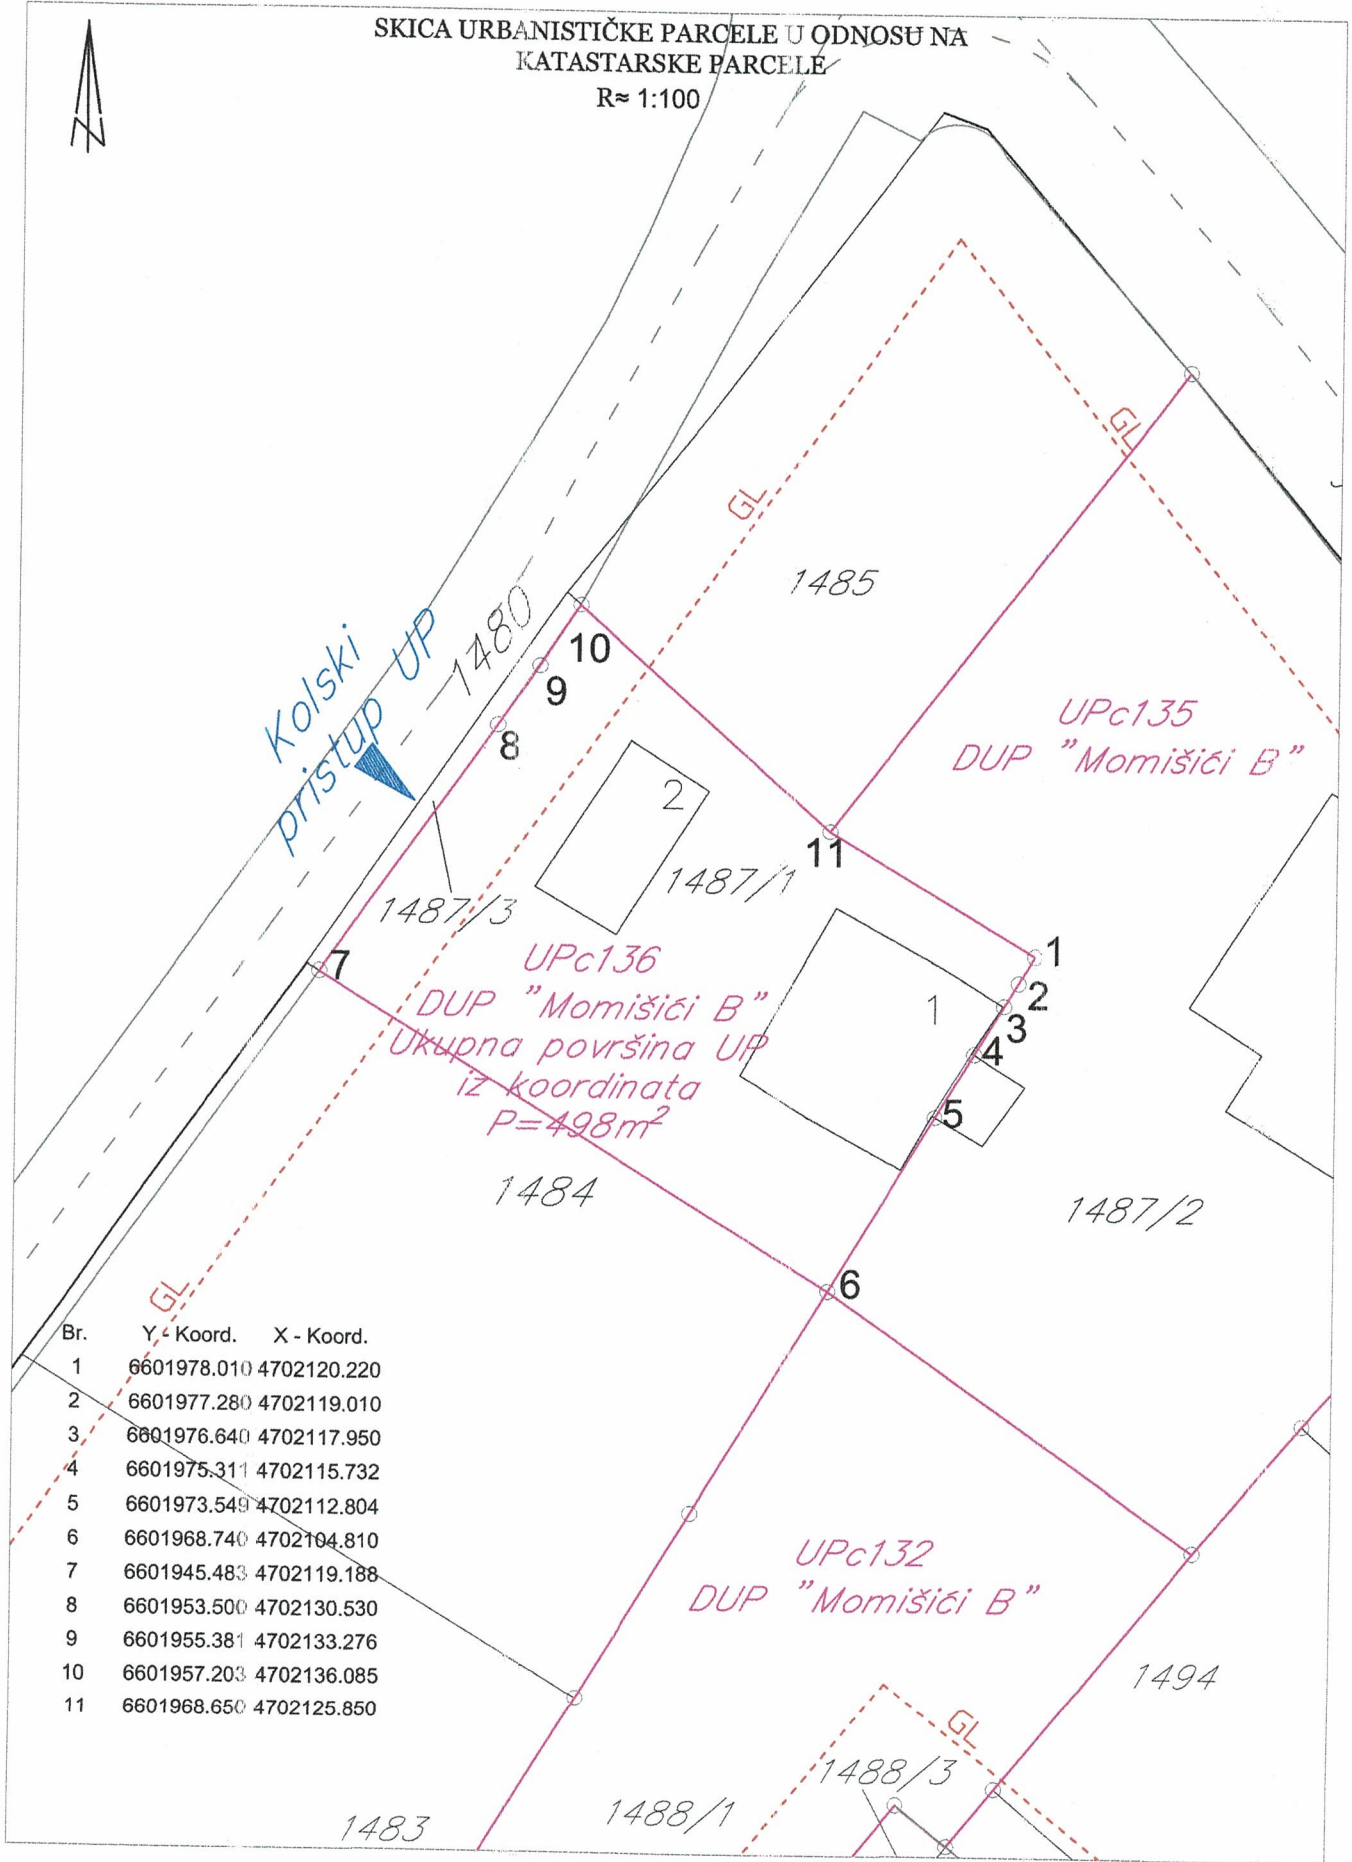 SKICA URBANISTIČKE PARCELE U ODNOSU NA
KATASTARSKE PARCELE
R≈ 1:100
N
GL
GL
1485
1480
10
9
8
Kolski
pristup UP
UPc135
DUP "Momišići B"
2
11
1487/1
1487/3
7
1
2
3
4
5
1
UPc136
DUP "Momišići B"
Ukupna površina UP
iz koordinata
P=498m²
1484
1487/2
6
GL
Br. Y - Koord. X - Koord.
1 6601978.010 4702120.220
2 6601977.280 4702119.010
3 6601976.640 4702117.950
4 6601975.311 4702115.732
5 6601973.549 4702112.804
6 6601968.740 4702104.810
7 6601945.483 4702119.188
8 6601953.500 4702130.530
9 6601955.381 4702133.276
10 6601957.203 4702136.085
11 6601968.650 4702125.850
UPc132
DUP "Momišići B"
1494
GL
1488/3
1488/1
1483